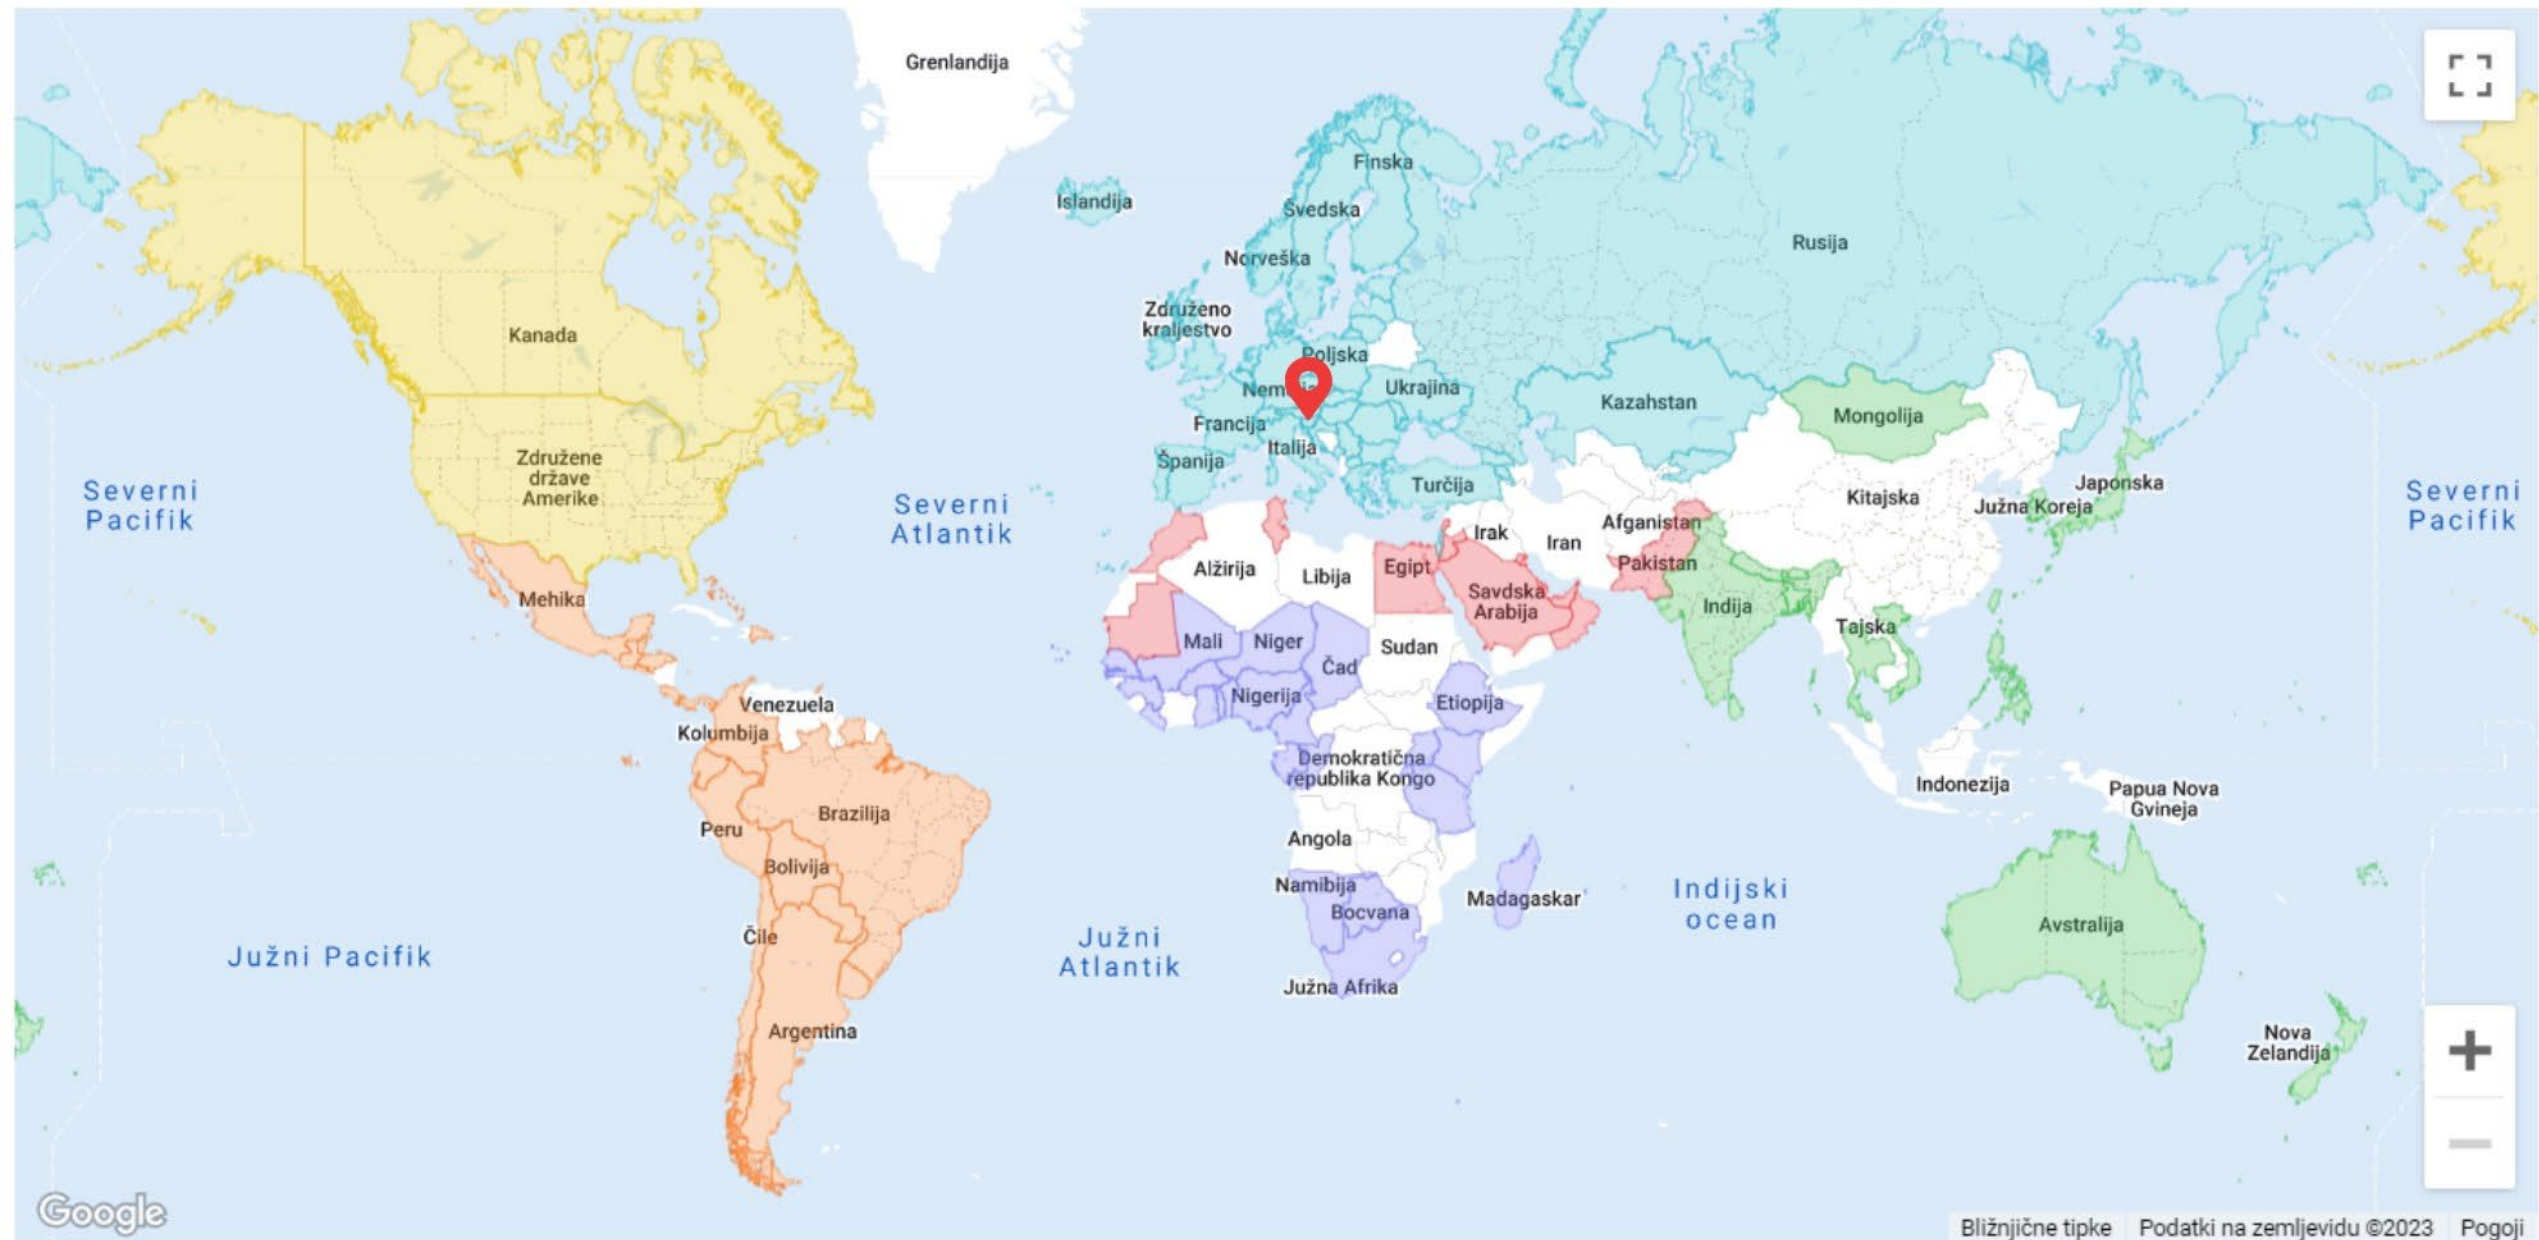 Grenlandija
Finska
Islandija
Švedska
Rusija
Norveška
Združeno
kraljestvo
Kanada
Poljska
Ukrajina
Kazahstan
Mongolija
Francija
Italija
Španija
Turčija
Združene
države
Amerike
Severni
Pacifik
Severni
Atlantik
Kitajska
Japonska
Južna Koreja
Severni
Pacifik
Irak
Iran
Afganistan
Pakistan
Alžirija
Libija
Egipt
Savdska
Arabija
Indija
Mehika
Mali
Niger
Čad
Sudan
Tajska
Nigerija
Etiopija
Venezuela
Kolumbija
Demokratična
republika Kongo
Indonezija
Papua Nova
Gvineja
Brazilija
Peru
Bolivija
Angola
Namibija
Bocvana
Madagaskar
Indijski
ocean
Avstralija
Čile
Južni Pacifik
Južni
Atlantik
Južna Afrika
Argentina
Nova
Zelandija
Google
Bližnjične tipke
Podatki na zemljevidu ©2023
Pogoji